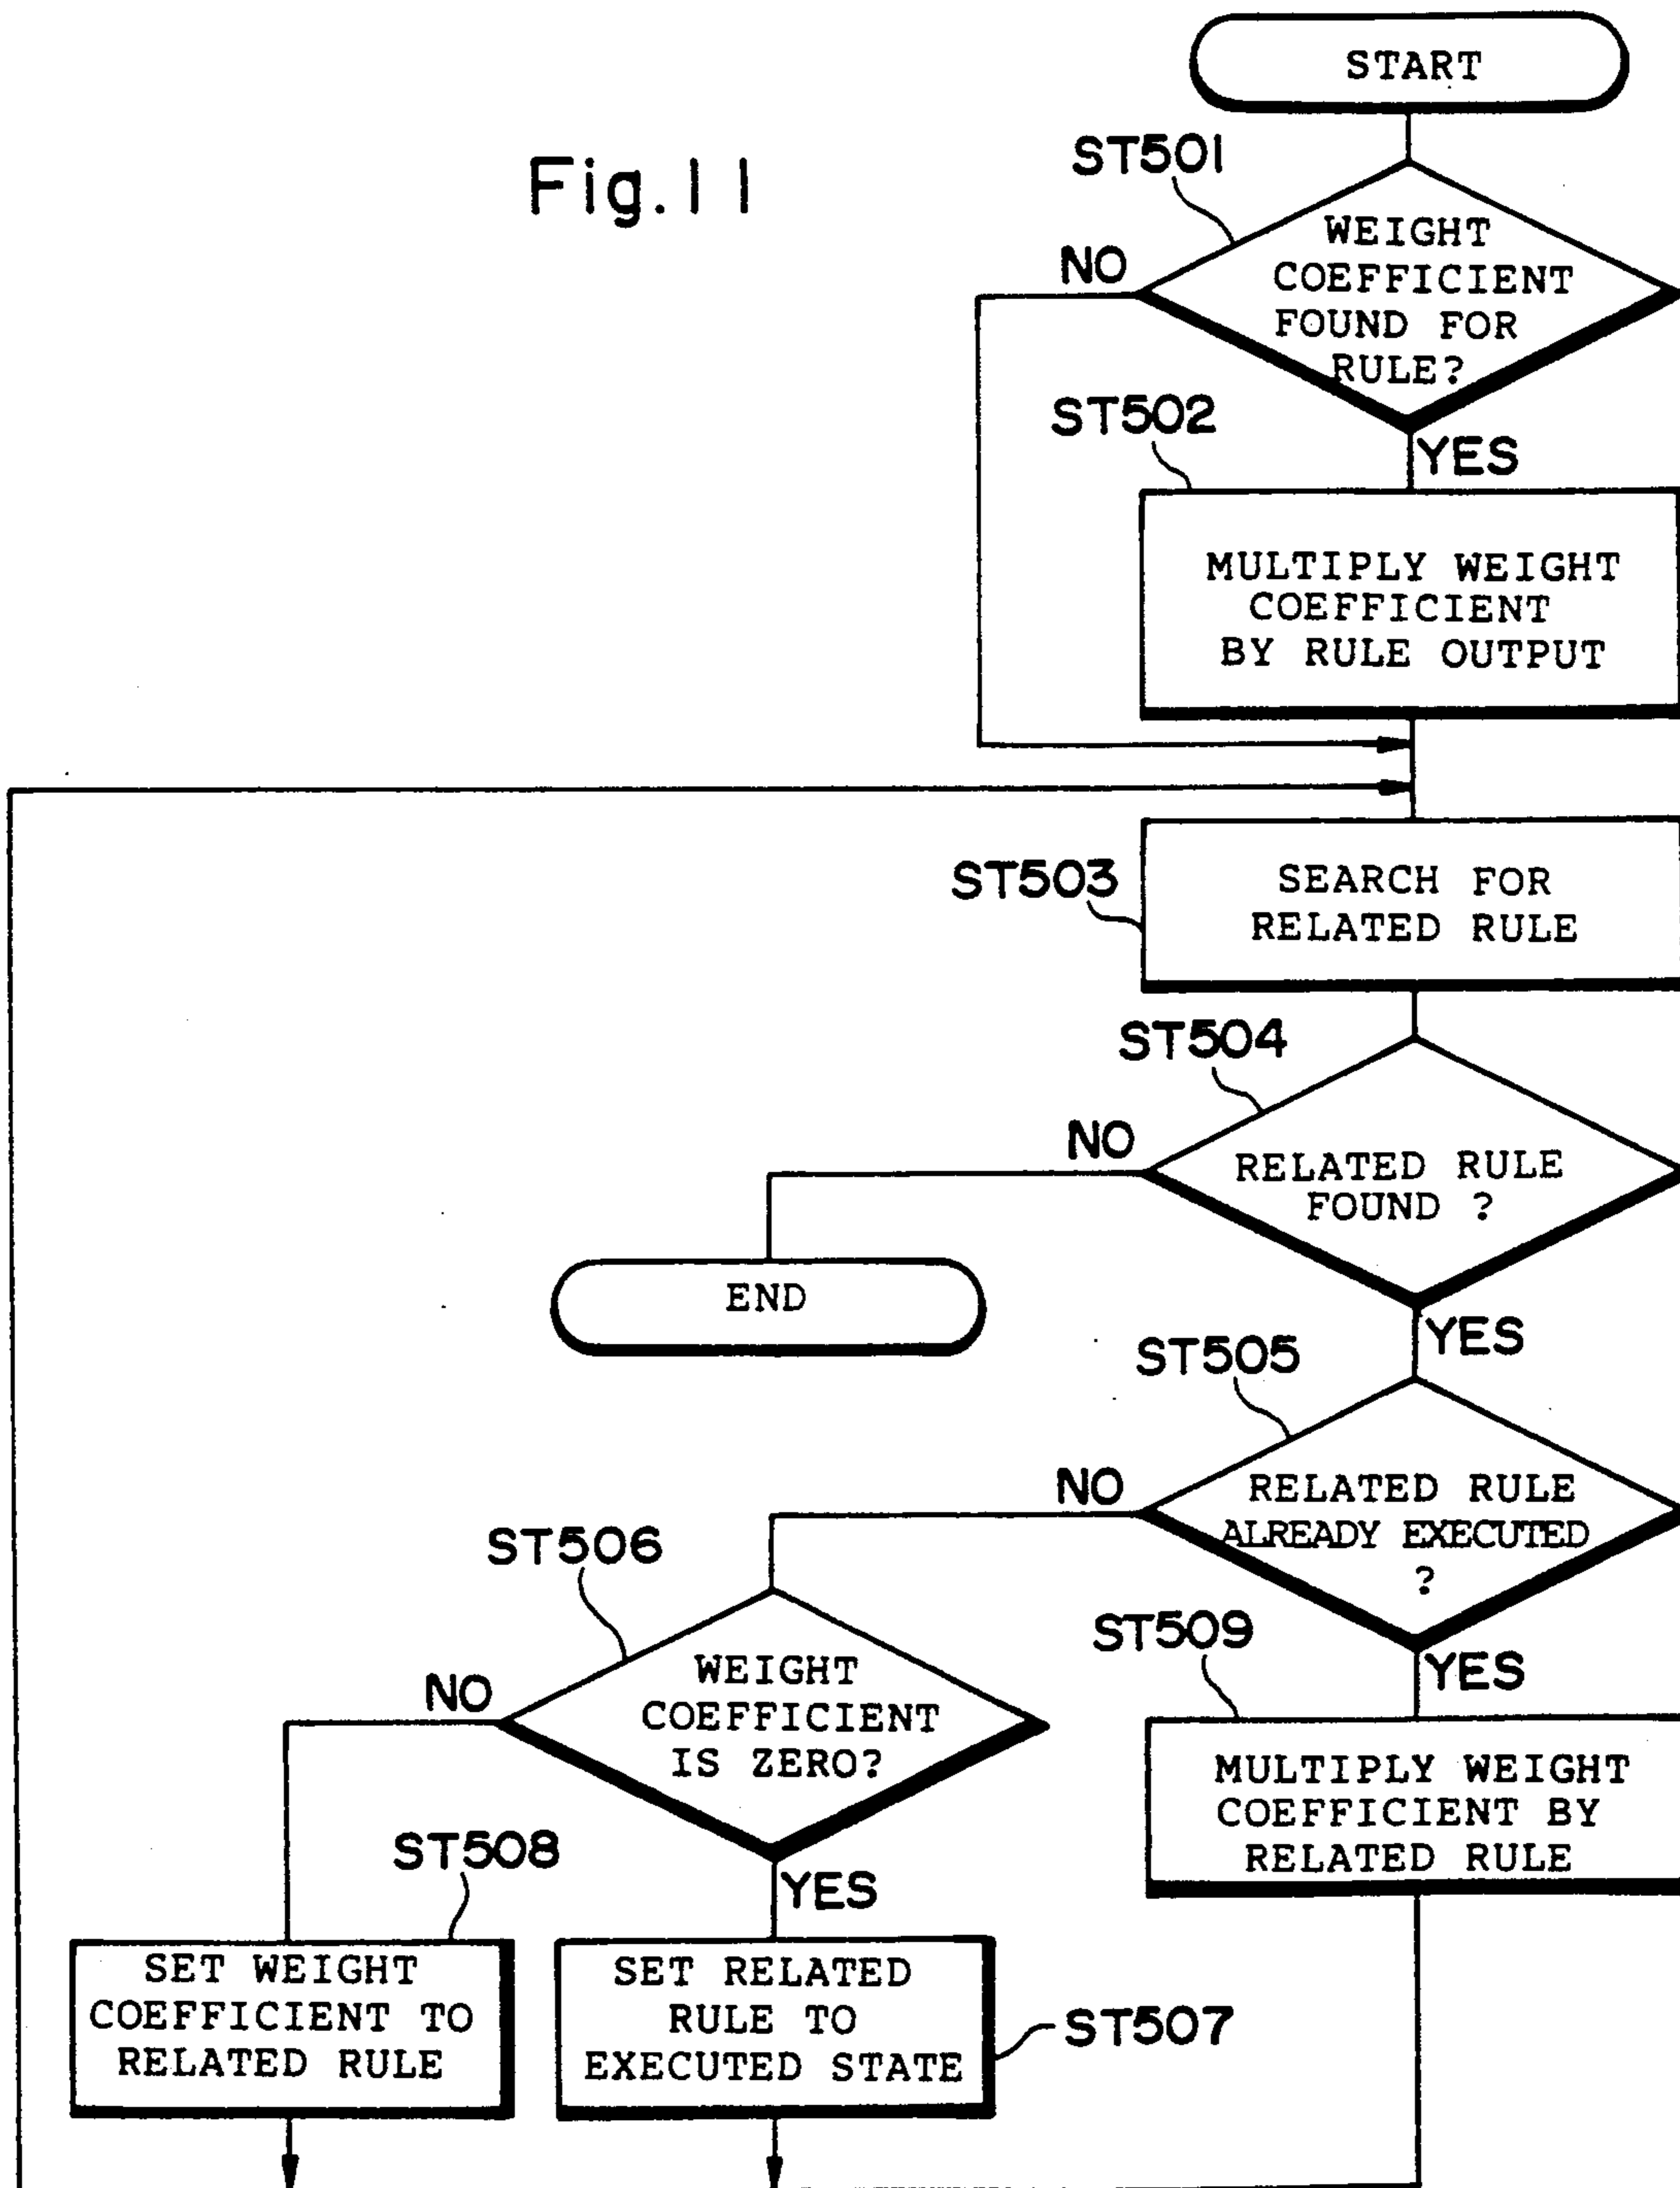 START
Fig.11
ST501
WEIGHT
COEFFICIENT
FOUND FOR
RULE?
NO
YES
ST502
MULTIPLY WEIGHT
COEFFICIENT
BY RULE OUTPUT
ST503
SEARCH FOR
RELATED RULE
ST504
NO
RELATED RULE
FOUND ?
END
YES
ST505
NO
RELATED RULE
ALREADY EXECUTED
?
ST506
ST509
YES
WEIGHT
COEFFICIENT
IS ZERO?
NO
MULTIPLY WEIGHT
COEFFICIENT BY
RELATED RULE
ST508
YES
SET WEIGHT
COEFFICIENT TO
RELATED RULE
SET RELATED
RULE TO
EXECUTED STATE
ST507